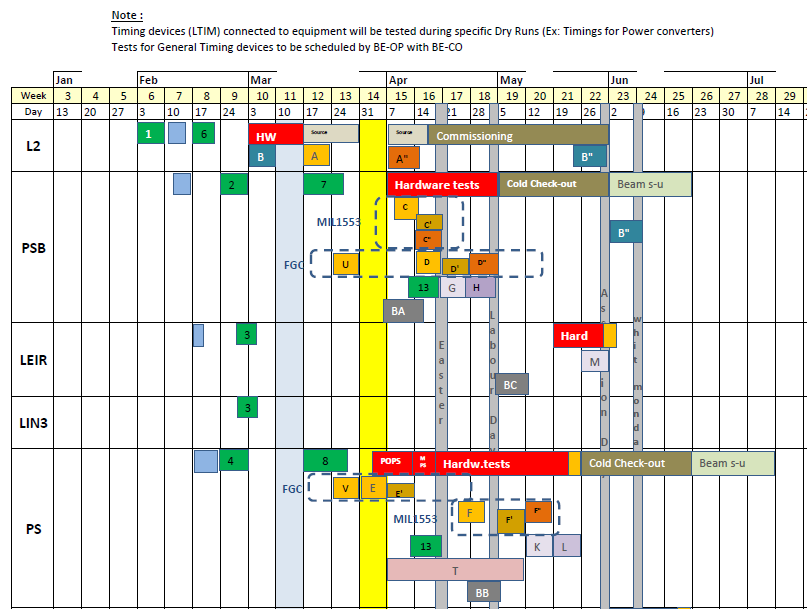 Note :
Timing devices (LTIM) connected to equipment will be tested during specific Dry Runs (Ex: Timings for Power converters)
Tests for General Timing devices to be scheduled by BE-OP with BE-CO
Jan Feb Mar Apr May Jun Jul
Week 3 4 5 6 7 8 9 10 11 12 13 14 15 16 17 18 19 20 21 22 23 24 25 26 27 28 29
Day 13 20 27 3 10 17 24 3 10 17 24 31 7 14 21 28 5 12 19 26 2 16 23 30 7 14
L2
1 6 HW Source Source Commissioning
B A A" B"
PSB
2 7 Hardware tests Cold Check-out Beam s-u
C
MIL1553 C' B"
C"
FGC U D D' D"
13 G H
BA
Easter
Labour Da
whit monda
LEIR
3 Hard
M
BC
LIN3
3
PS
4 8 POPS M PS Hardw.tests Cold Check-out Beam s-u
FGC V E E'
MIL1553 F F' F"
13 K L
T
BB